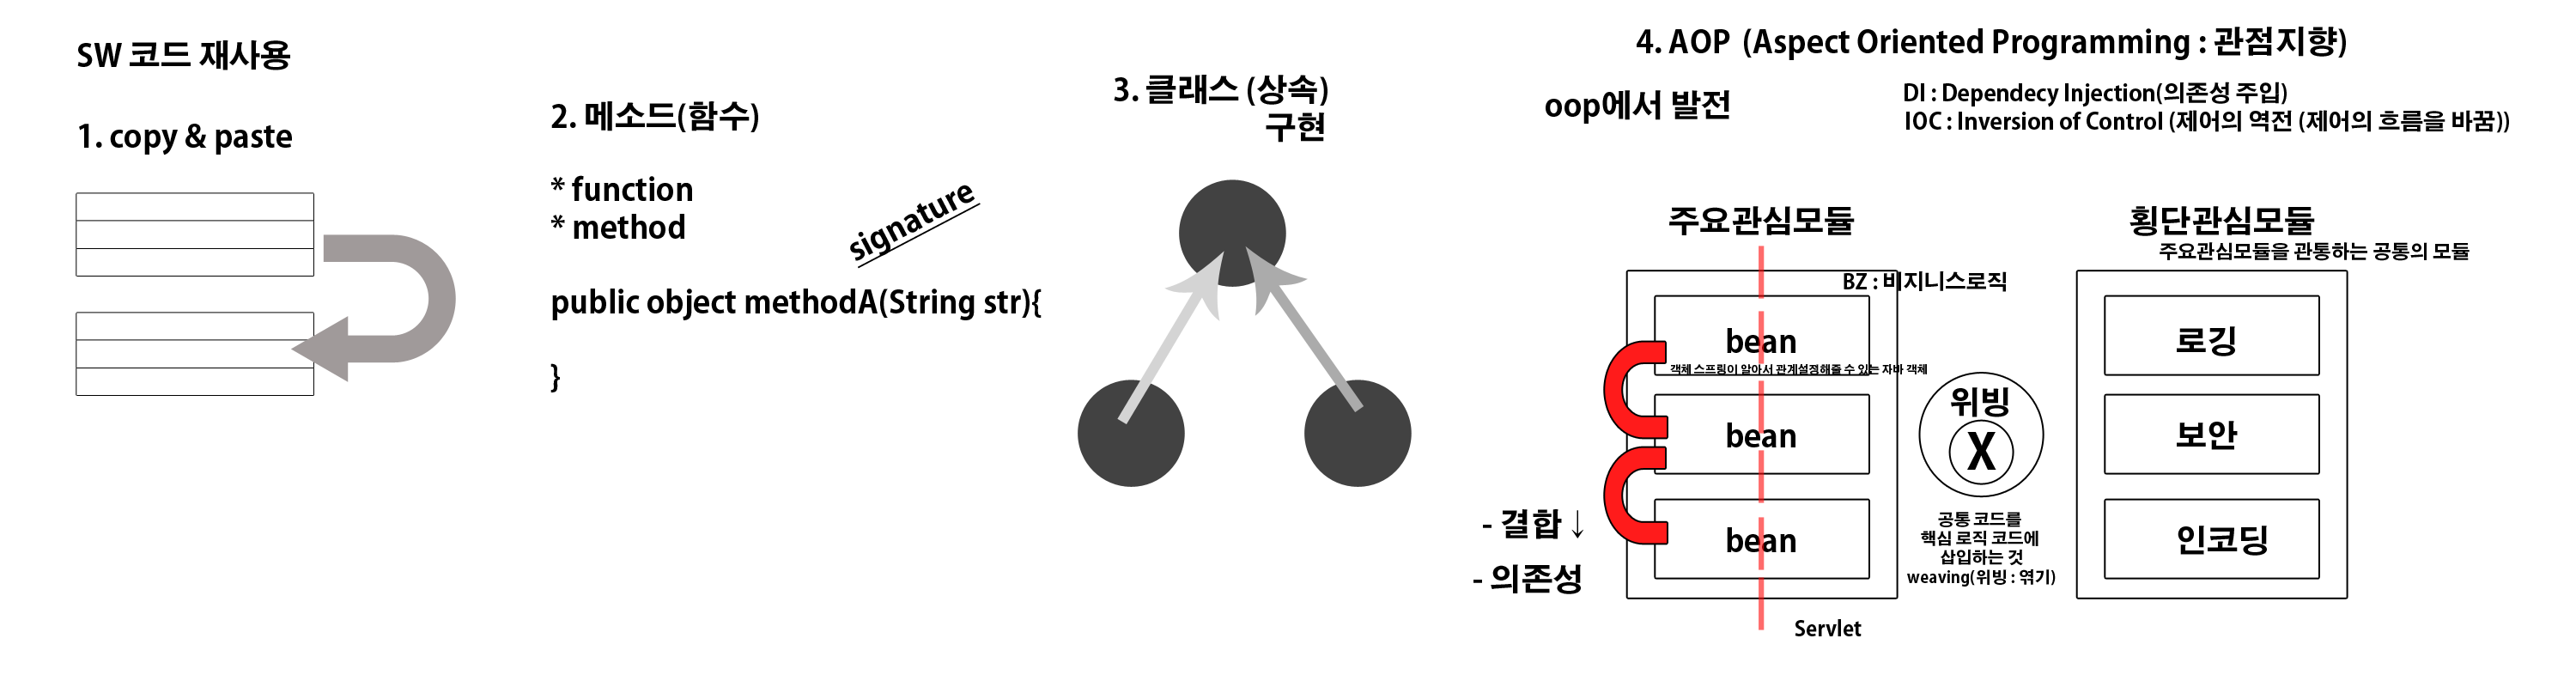 SW 코드 재사용
1. copy & paste
2. 메소드(함수)
* function
* method
signature
public object methodA(String str){
}
3. 클래스 (상속)
구현
4. AOP (Aspect Oriented Programming : 관점지향)
oop에서 발전
DI : Dependecy Injection(의존성 주입)
IOC : Inversion of Control (제어의 역전 (제어의 흐름을 바꿈))
주요관심모듈
BZ : 비지니스로직
bean
객체 스프링이 알아서 관계설정해줄 수 있는 자바 객체
bean
bean
- 결합↓
- 의존성
Servlet
위빙
X
공통 코드를
핵심 로직 코드에
삽입하는 것
weaving(위빙 : 엮기)
횡단관심모듈
주요관심모듈을 관통하는 공통의 모듈
로깅
보안
인코딩